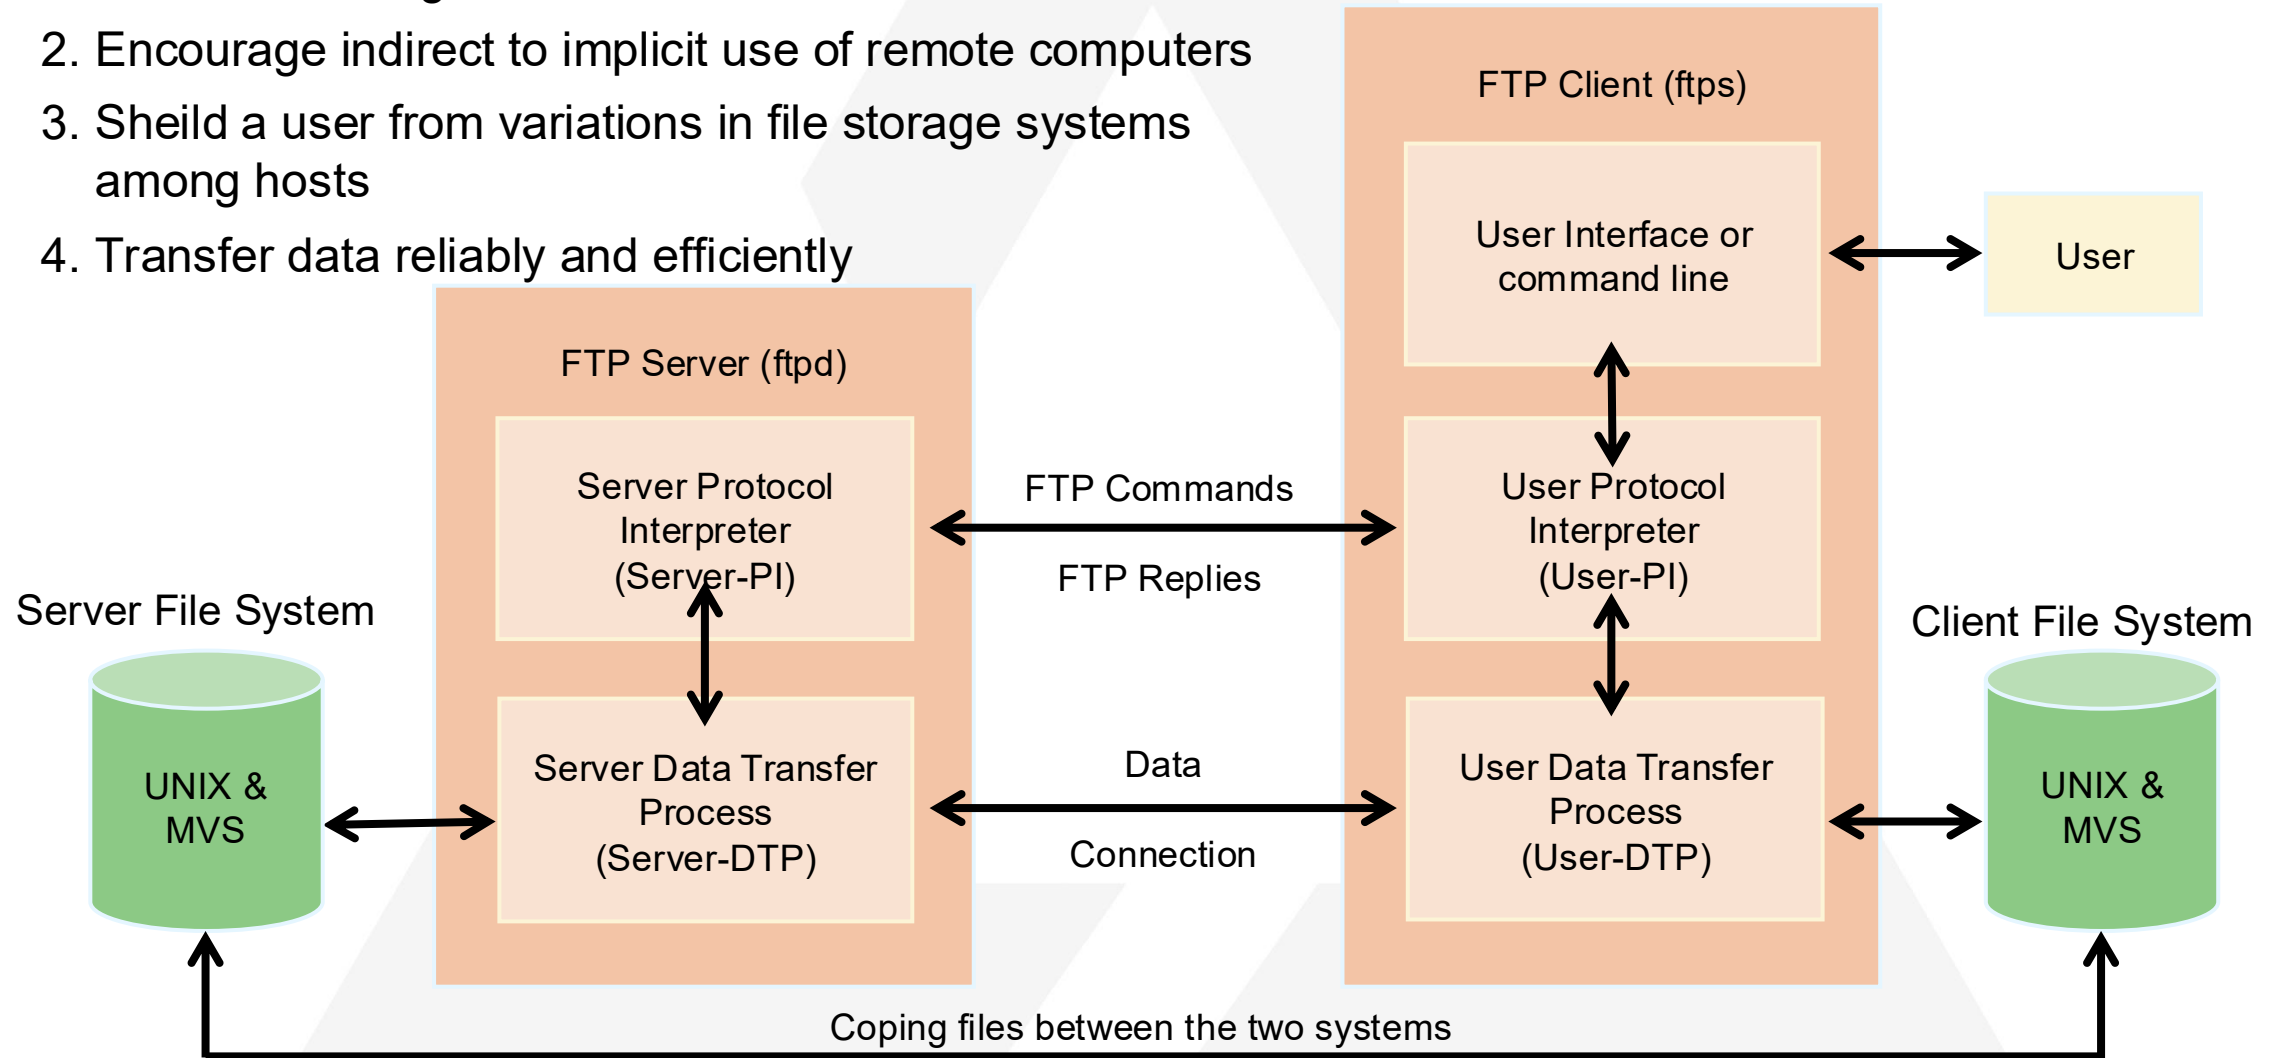 2. Encourage indirect to implicit use of remote computers
3. Sheild a user from variations in file storage systems
among hosts
4. Transfer data reliably and efficiently
FTP Client (ftps)
User Interface or
command line
User
FTP Server (ftpd)
Server Protocol
Interpreter
(Server-PI)
FTP Commands
FTP Replies
User Protocol
Interpreter
(User-PI)
Server File System
Client File System
UNIX &
MVS
Server Data Transfer
Process
(Server-DTP)
Data
Connection
User Data Transfer
Process
(User-DTP)
UNIX &
MVS
Coping files between the two systems